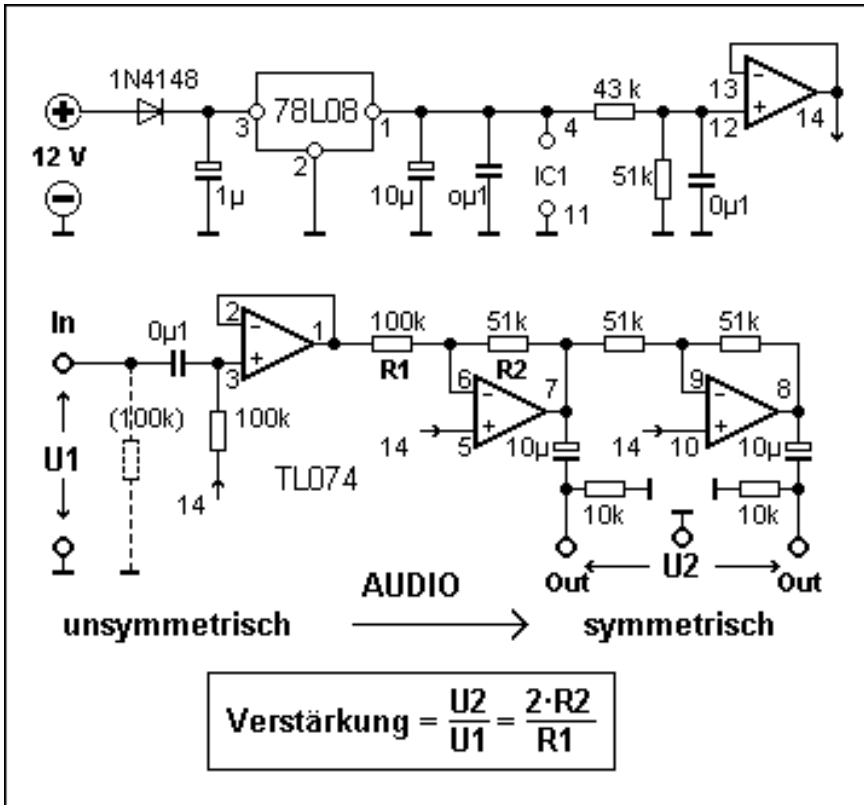 1N4148
12 V
3
78L08
1
2
1µ
10µ
oµ1
4
IC1
11
43 k
51k
0µ1
13
12
14
In
U1
(100k)
0µ1
2
3
1
100k
14
TL074
100k
R1
51k
R2
6
5
7
14
10µ
51k
51k
9
10
8
14
10µ
10k
10k
Out
U2
Out
AUDIO
unsymmetrisch
symmetrisch
Verstärkung = U2/U1 = 2·R2/R1